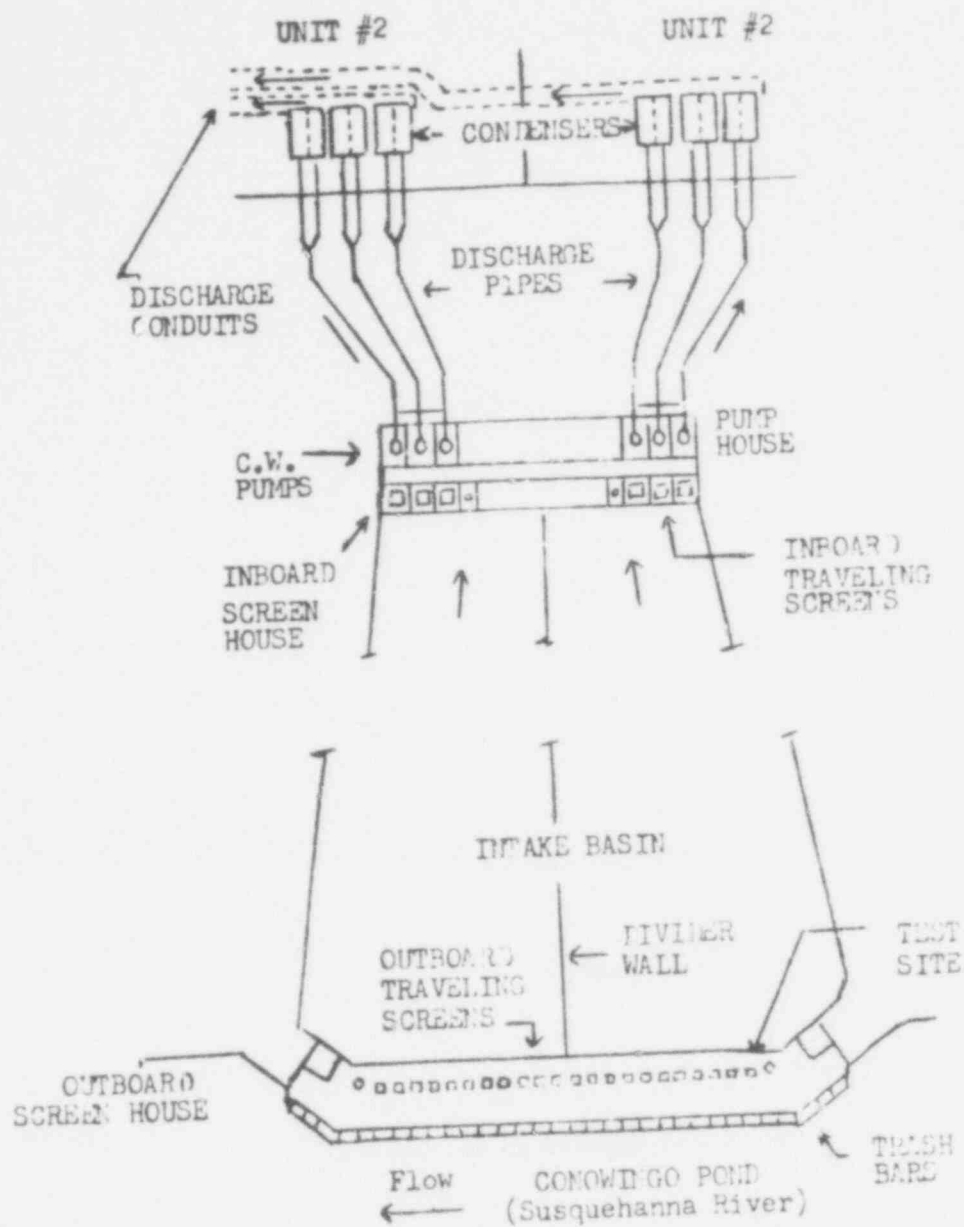 UNIT #2
UNIT #2
CONDENSERS
DISCHARGE
PIPES
DISCHARGE
CONDUITS
PUMP
HOUSE
C.W.
PUMPS
INBOARD
SCREEN
HOUSE
INBOARD
TRAVELING
SCREENS
INTAKE BASIN
DIVIDER
WALL
TEST
SITE
OUTBOARD
TRAVELING
SCREENS
OUTBOARD
SCREEN HOUSE
TRASH
BARS
Flow
CONOWINGO POND
(Susquehanna River)